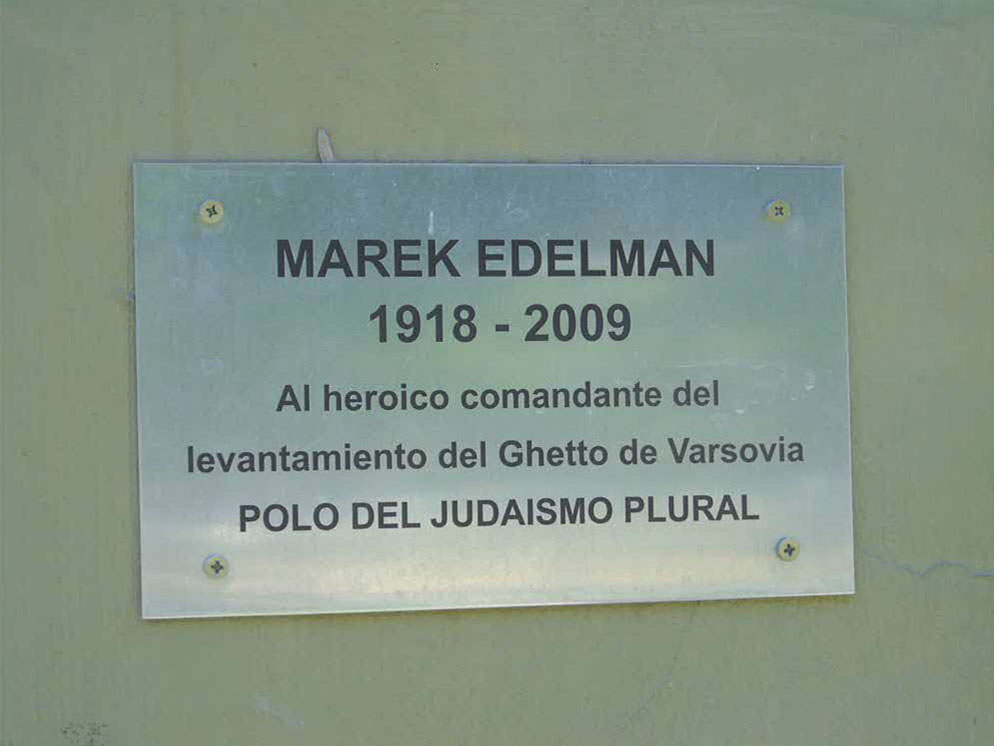 MAREK EDELMAN
1918 - 2009
Al heroico comandante del
levantamiento del Ghetto de Varsovia
POLO DEL JUDAISMO PLURAL